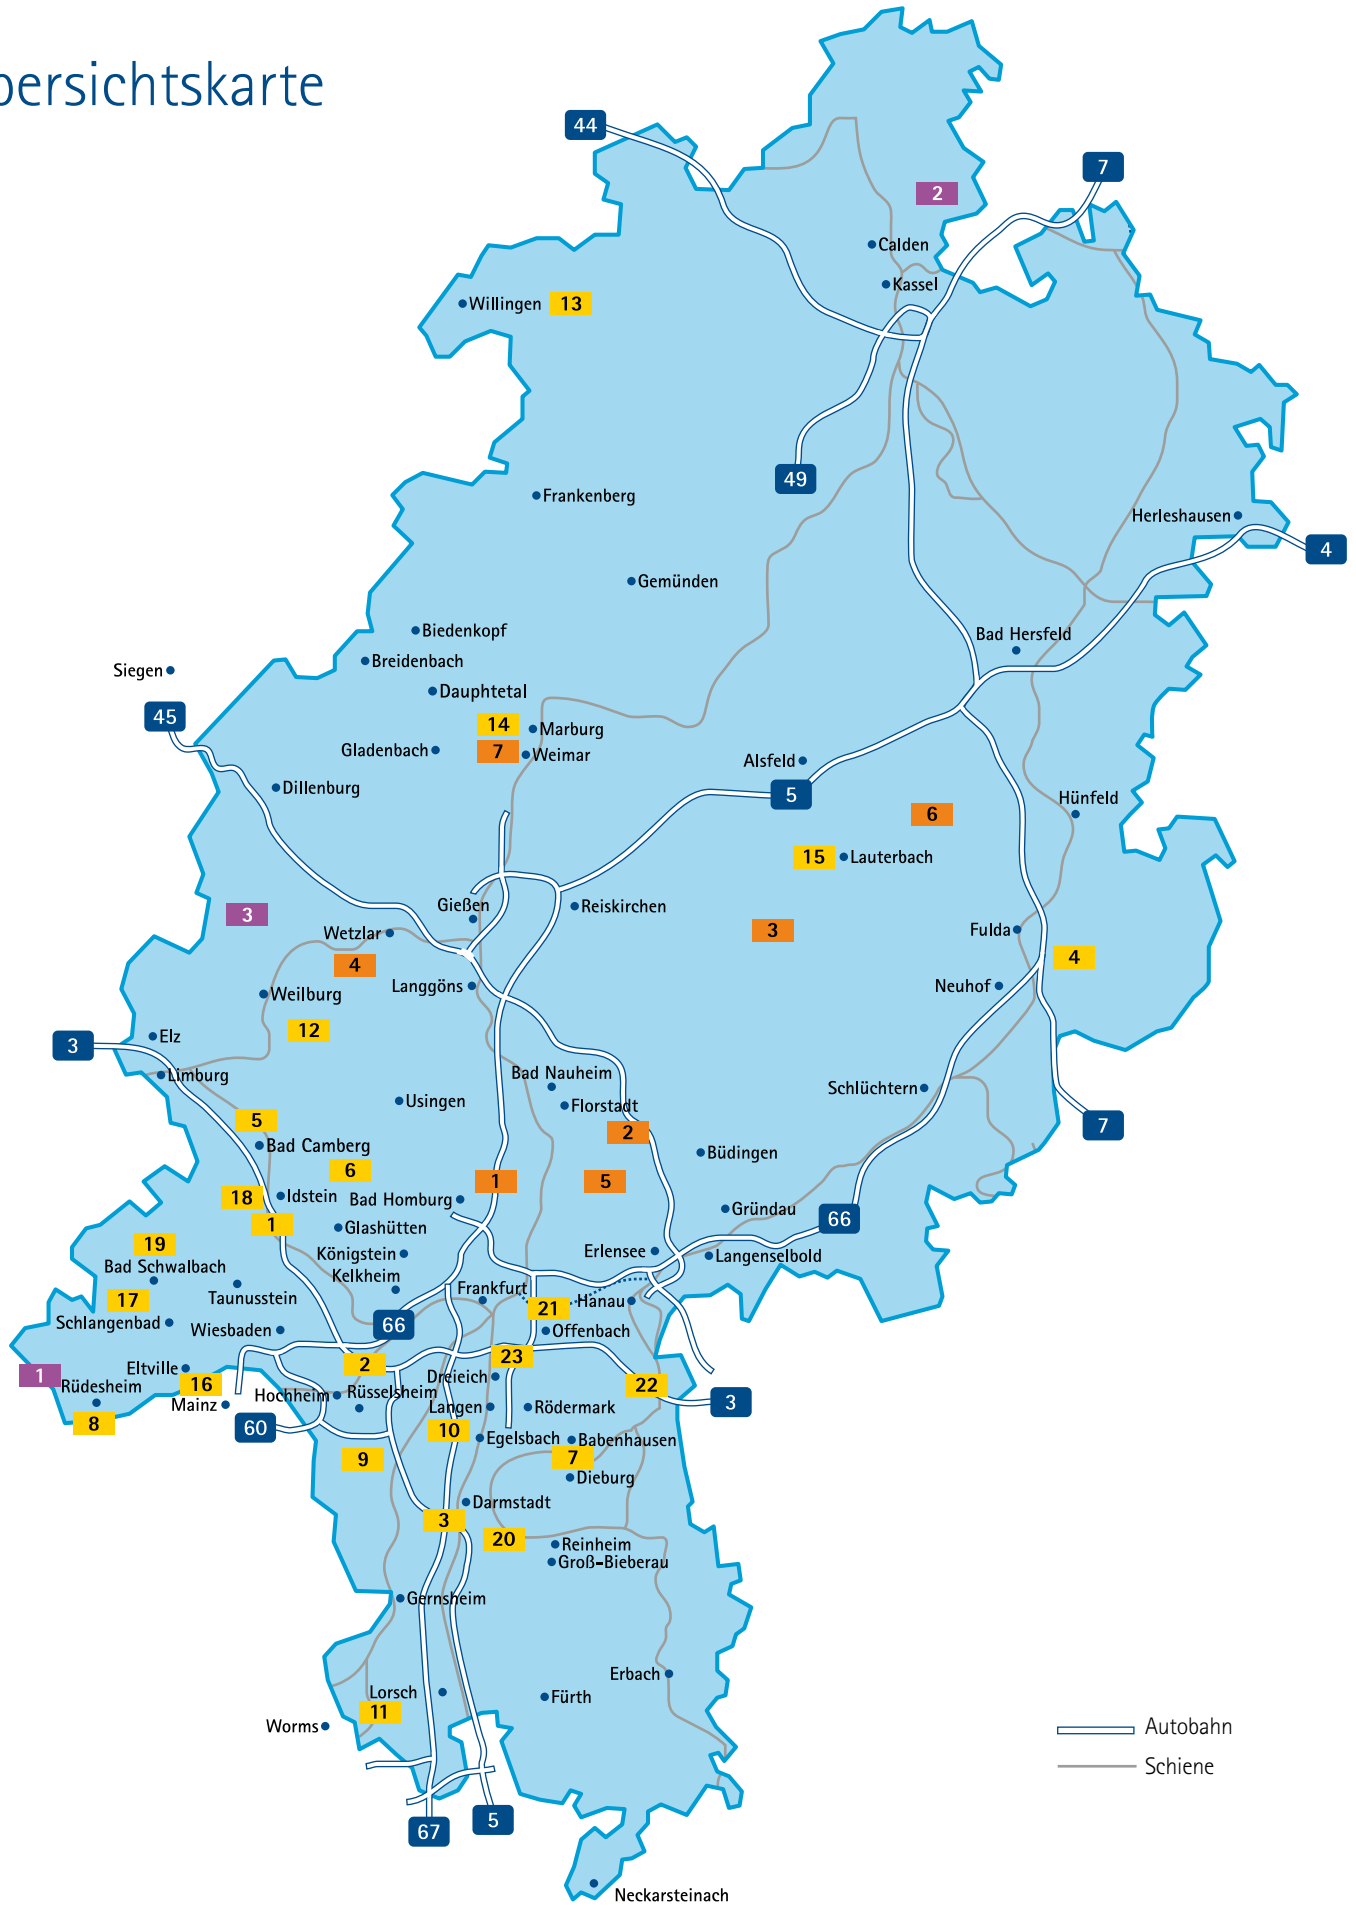 bersichtskarte
44
7
2
Calden
Kassel
Willingen 13
49
Frankenberg
Herleshausen
4
Gemünden
Biedenkopf
Bad Hersfeld
Breidenbach
Siegen
Dauphtetal
45
14
Marburg
Gladenbach
7
Weimar
Alsfeld
Dillenburg
5
Hünfeld
6
15 Lauterbach
3
Gießen
Reiskirchen
Wetzlar
3
Fulda
4
4
Langgöns
Neuhof
Weilburg
12
Elz
3
Limburg
Bad Nauheim
Schlüchtern
Usingen
Florstadt
5
2
7
Bad Camberg
Büdingen
6
1
5
18
Idstein
Bad Homburg
Gründau
1
Glashütten
66
19
Königstein
Erlensee
Langenselbold
Bad Schwalbach
Kelkheim
Taunusstein
Frankfurt
17
21
Hanau
Schlangenbad
Wiesbaden
66
Offenbach
23
2
1
Eltville
Dreieich
Rüdesheim
16
22
Hochheim
Rüsselsheim
3
Mainz
Langen
Rödermark
8
60
10
Egelsbach
Babenhausen
9
7
Dieburg
Darmstadt
3
20
Reinheim
Groß-Bieberau
Gernsheim
Erbach
Lorsch
Fürth
11
Worms
Autobahn
Schiene
67
5
Neckarsteinach